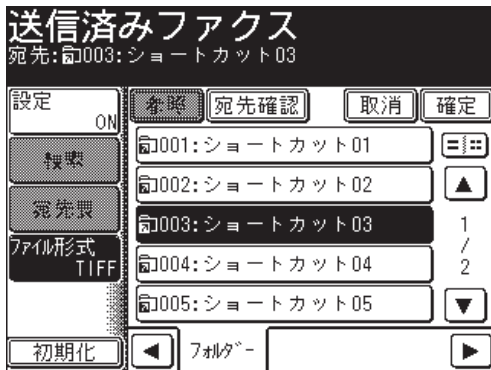 送信済みファクス
宛先:003:ショートカット03
設定
ON
参照 宛先確認 取消 確定
検索
宛先表
ファイル形式
TIFF
初期化
001:ショートカット01
002:ショートカット02
003:ショートカット03
004:ショートカット04
005:ショートカット05
1
/
2
フォルダー